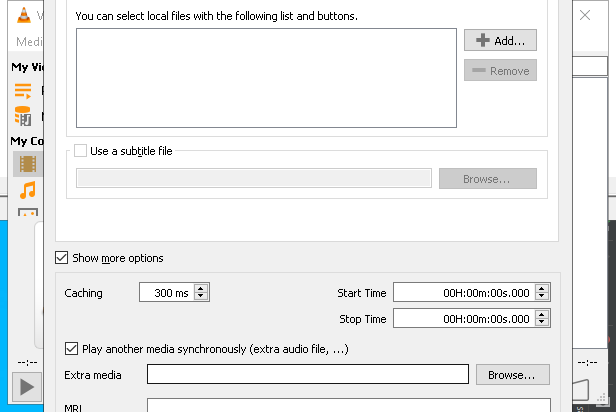 You can select local files with the following list and buttons.
Add...
Remove
Medi
My Vi
My Co
Use a subtitle file
Browse...
Show more options
Caching
300 ms
Start Time
00H:00m:00s.000
Stop Time
00H:00m:00s.000
Play another media synchronously (extra audio file, ...)
--:--
--:--
Extra media
Browse...
MRL